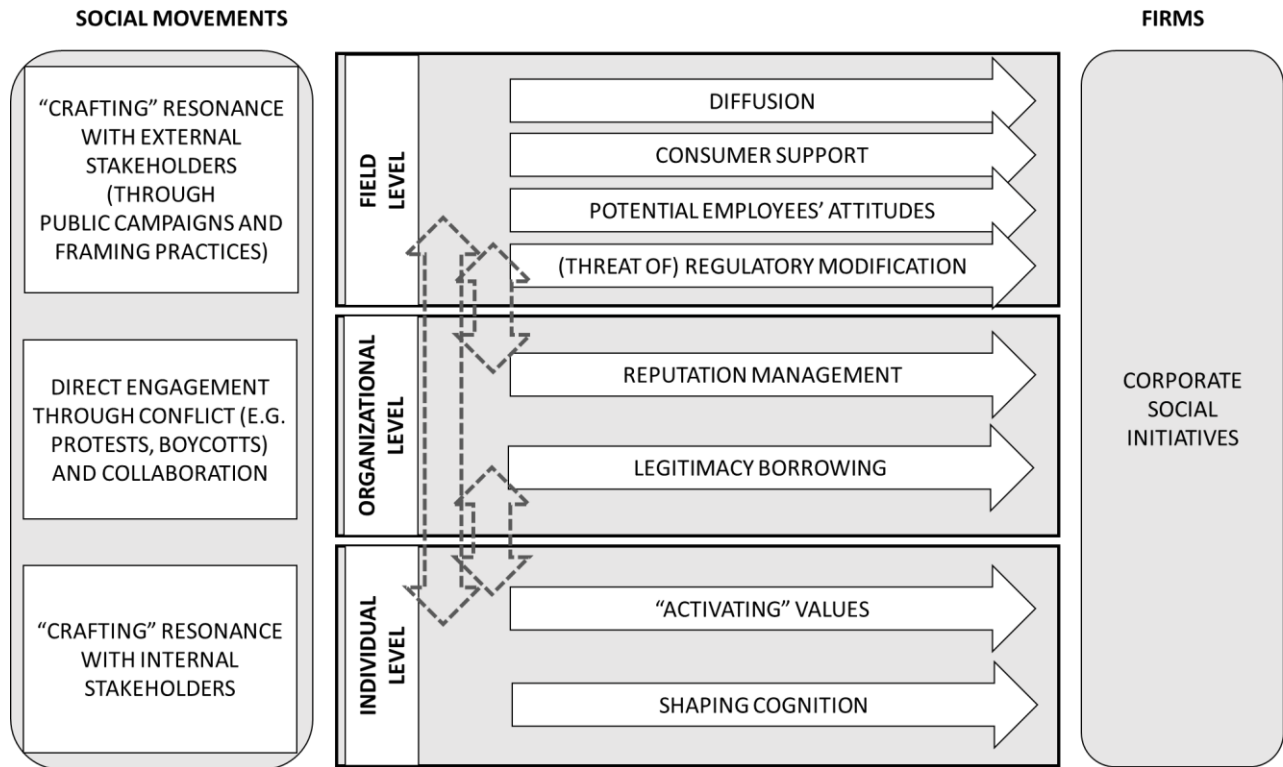 SOCIAL MOVEMENTS
FIRMS
“CRAFTING” RESONANCE
WITH EXTERNAL
STAKEHOLDERS
(THROUGH
PUBLIC CAMPAIGNS AND
FRAMING PRACTICES)
DIRECT ENGAGEMENT
THROUGH CONFLICT (E.G.
PROTESTS, BOYCOTTS)
AND COLLABORATION
“CRAFTING” RESONANCE
WITH INTERNAL
STAKEHOLDERS
FIELD
LEVEL
DIFFUSION
CONSUMER SUPPORT
POTENTIAL EMPLOYEES’ ATTITUDES
(THREAT OF) REGULATORY MODIFICATION
ORGANIZATIONAL
LEVEL
REPUTATION MANAGEMENT
LEGITIMACY BORROWING
INDIVIDUAL
LEVEL
“ACTIVATING” VALUES
SHAPING COGNITION
CORPORATE
SOCIAL
INITIATIVES